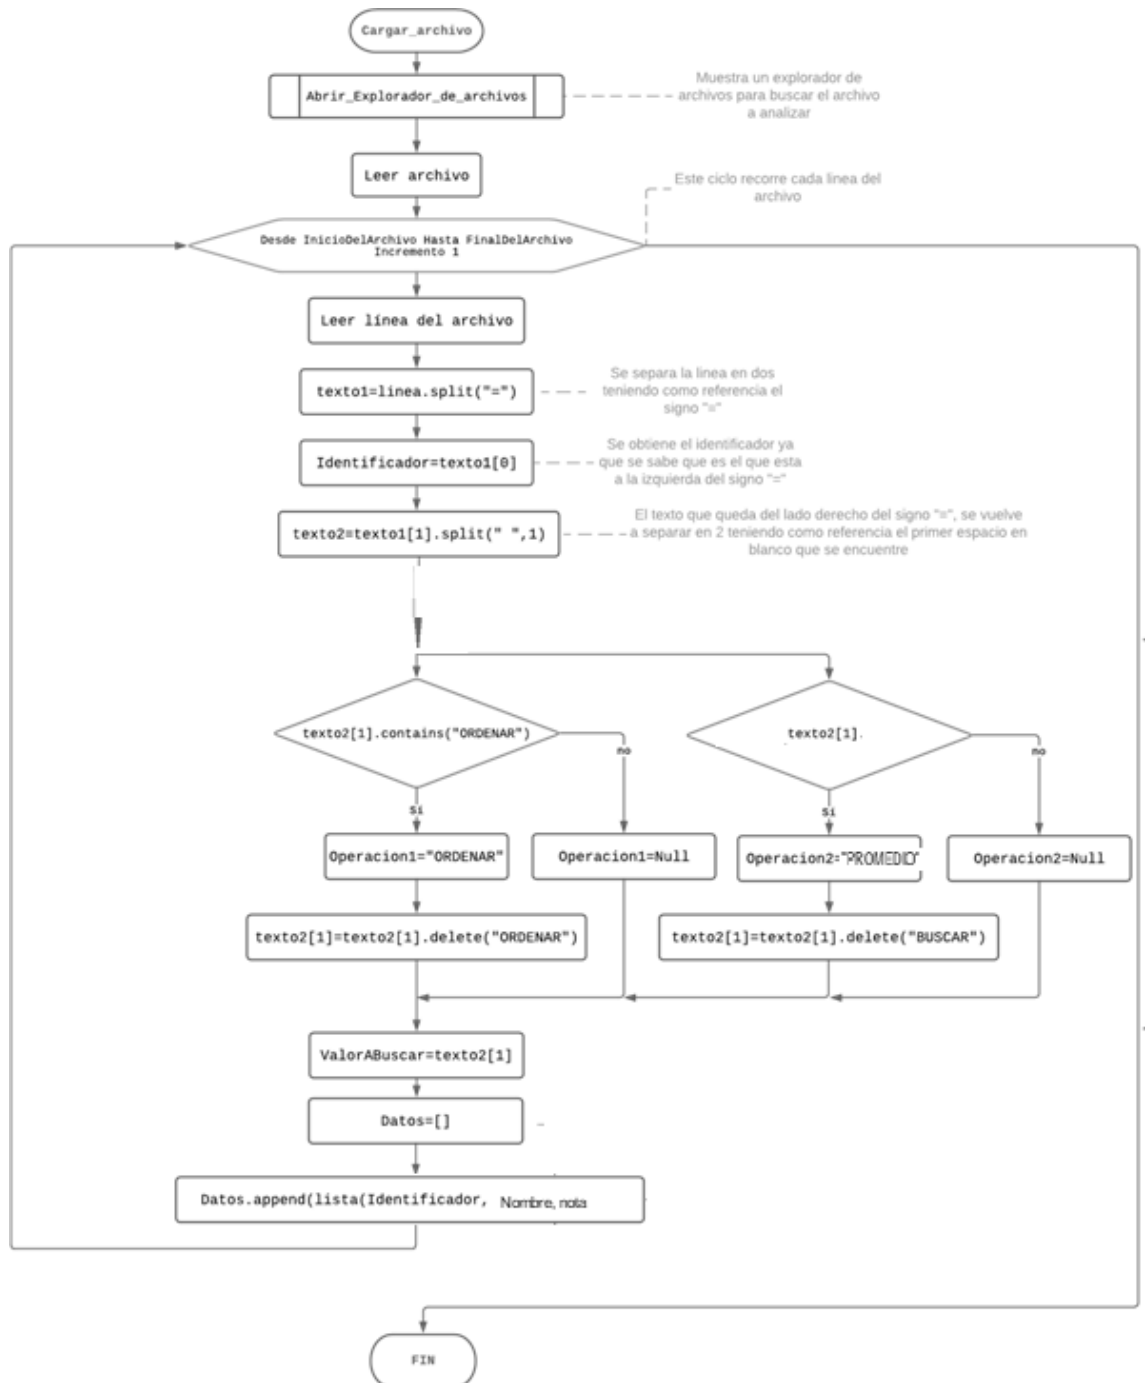 Cargar_archivo
Abrir_Explorador_de_archivos
Muestra un explorador de
archivos para buscar el archivo
a analizar
Leer archivo
Este ciclo recorre cada linea del
archivo
Desde InicioDelArchivo Hasta FinalDelArchivo
Incremento 1
Leer línea del archivo
texto1=linea.split("=")
Se separa la linea en dos
teniendo como referencia el
signo "="
Identificador=texto1[0]
Se obtiene el identificador ya
que se sabe que es el que esta
a la izquierda del signo "="
texto2=texto1[1].split(" ",1)
El texto que queda del lado derecho del signo "=", se vuelve
a separar en 2 teniendo como referencia el primer espacio en
blanco que se encuentre
texto2[1].contains("ORDENAR")
no
Sí
texto2[1].
no
Sí
Operacion1="ORDENAR"
Operacion1=Null
Operacion2="PROMEDIO"
Operacion2=Null
texto2[1]=texto2[1].delete("ORDENAR")
texto2[1]=texto2[1].delete("BUSCAR")
ValorABuscar=texto2[1]
Datos=[]
Datos.append(lista(Identificador, Nombre, nota
FIN